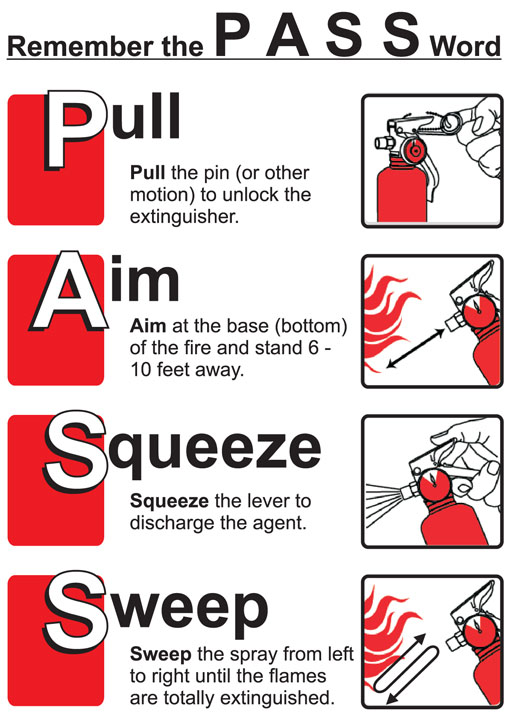 Remember the P A S S Word
Pull
Pull the pin (or other
motion) to unlock the
extinguisher.
Aim
Aim at the base (bottom)
of the fire and stand 6 -
10 feet away.
Squeeze
Squeeze the lever to
discharge the agent.
Sweep
Sweep the spray from left
to right until the flames
are totally extinguished.